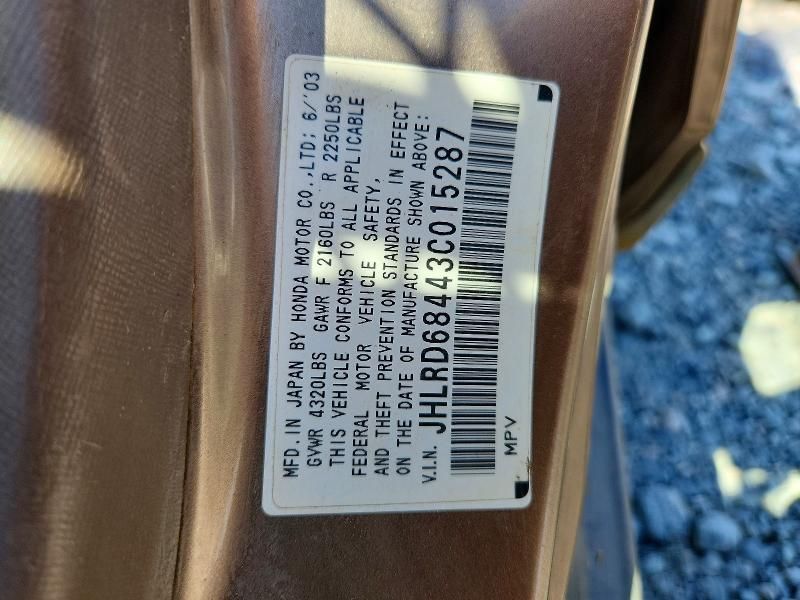 MFD. IN JAPAN BY HONDA MOTOR CO.,LTD: 6/'03
GVWR 4320LBS GAWR F 2160LBS R 2250LBS
THIS VEHICLE CONFORMS TO ALL APPLICABLE
FEDERAL MOTOR VEHICLE SAFETY,
AND THEFT PREVENTION STANDARDS IN EFFECT
ON THE DATE OF MANUFACTURE SHOWN ABOVE:
V.I.N. JHLRD68443C015287
MPV